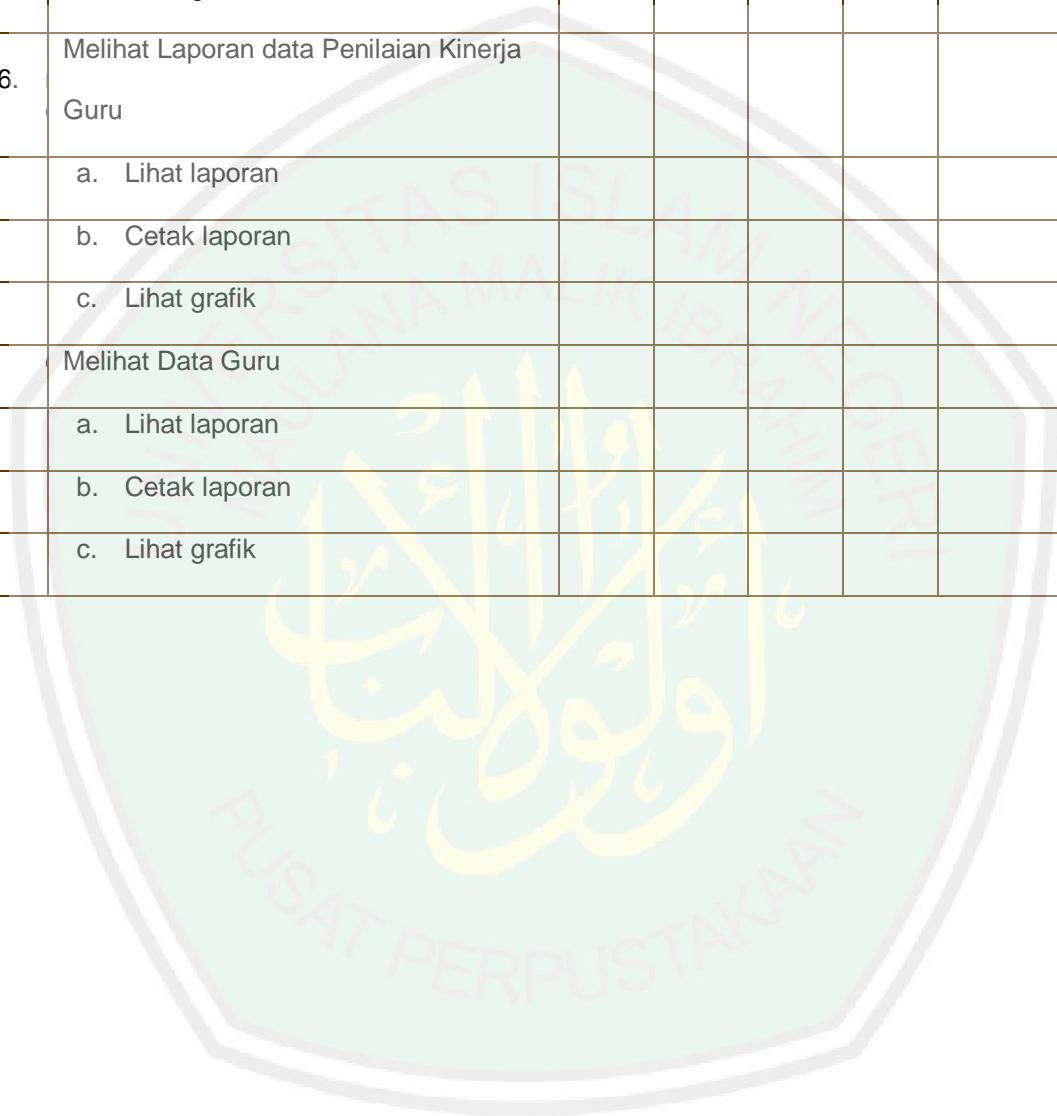 6.
Melihat Laporan data Penilaian Kinerja
Guru
a. Lihat laporan
b. Cetak laporan
c. Lihat grafik
Melihat Data Guru
a. Lihat laporan
b. Cetak laporan
c. Lihat grafik
UNIVERSITAS ISLAM NEGERI
MAULANA MALIK IBRAHIM
PUSAT PERPUSTAKAAN